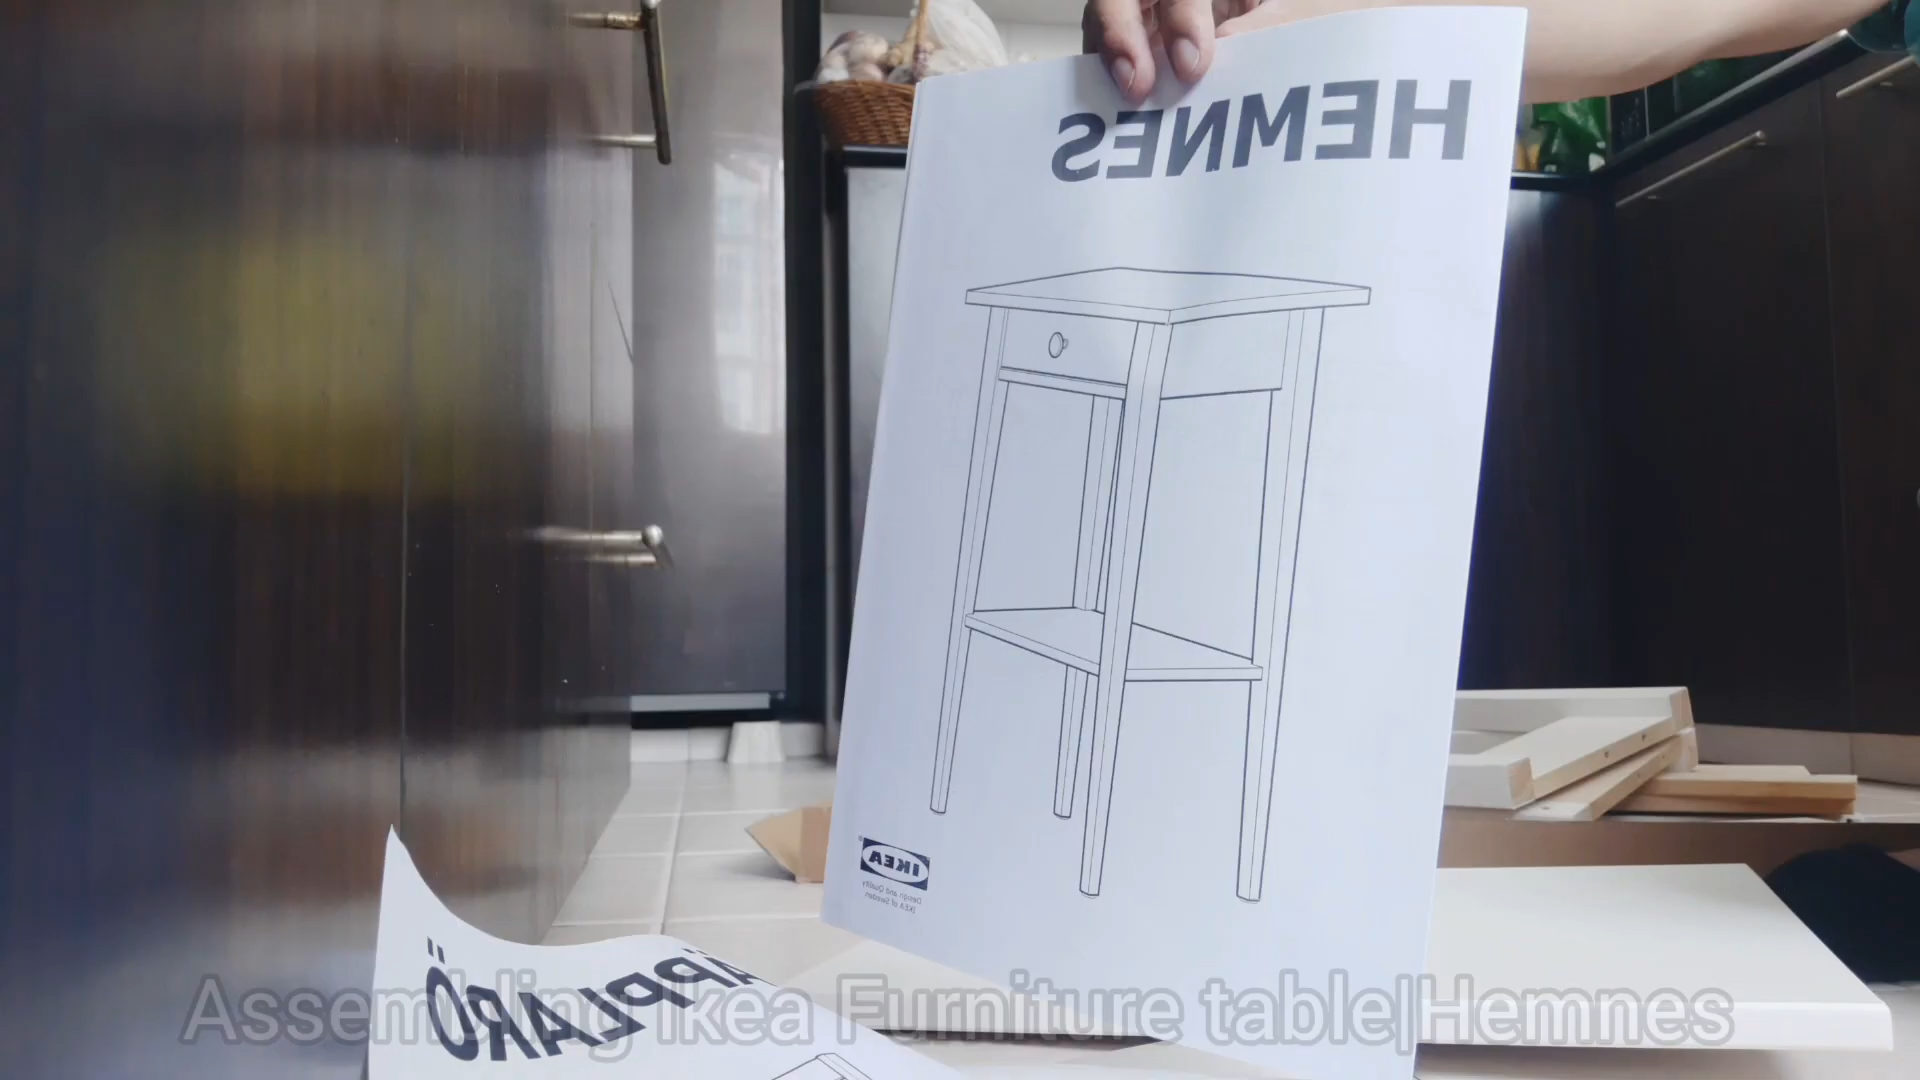 HEMNES
IKEA
Design and Quality
IKEA of Sweden
ÄPPLARÖ
Assembling Ikea Furniture table|Hemnes